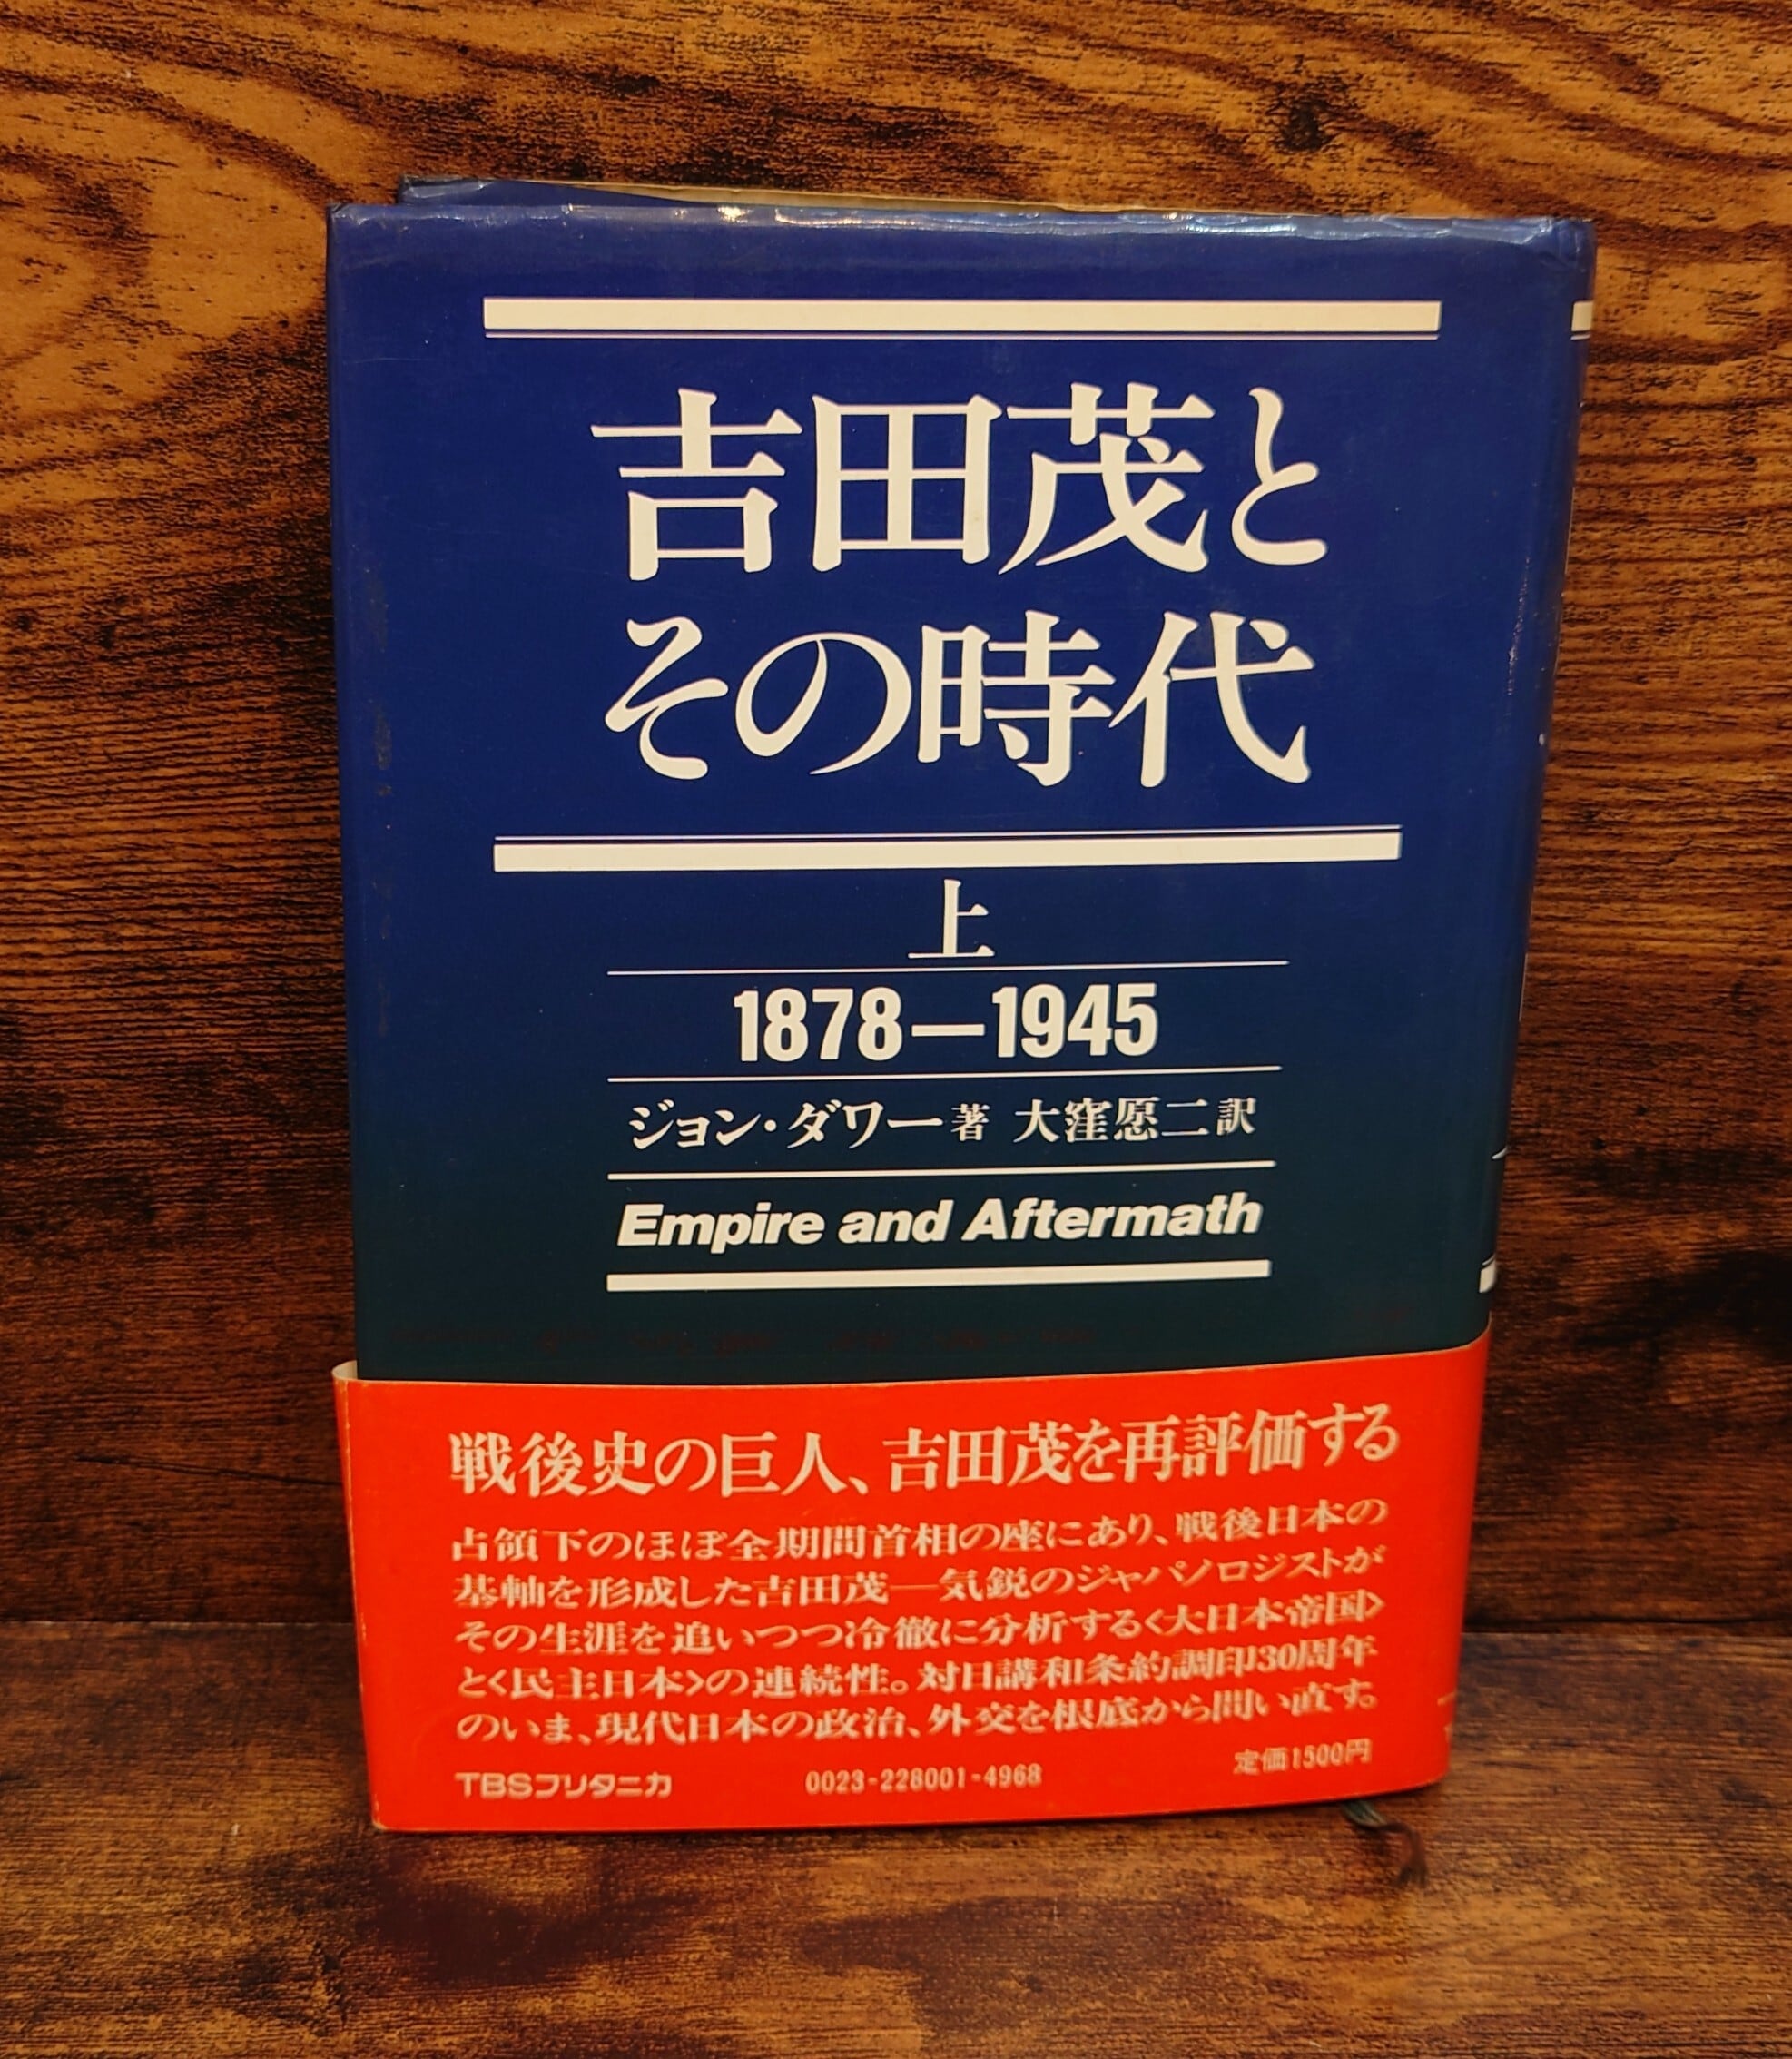 吉田茂と
その時代
上
1878—1945
ジョン・ダワー著 大窪愿二訳
Empire and Aftermath
戦後史の巨人、吉田茂を再評価する
占領下のほぼ全期間首相の座にあり、戦後日本の
基軸を形成した吉田茂―気鋭のジャパノロジストが
その生涯を追いつつ冷徹に分析する<大日本帝国>
と<民主日本>の連続性。対日講和条約調印30周年
のいま、現代日本の政治、外交を根底から問い直す。
TBSブリタニカ 0023-228001-4968 定価1500円